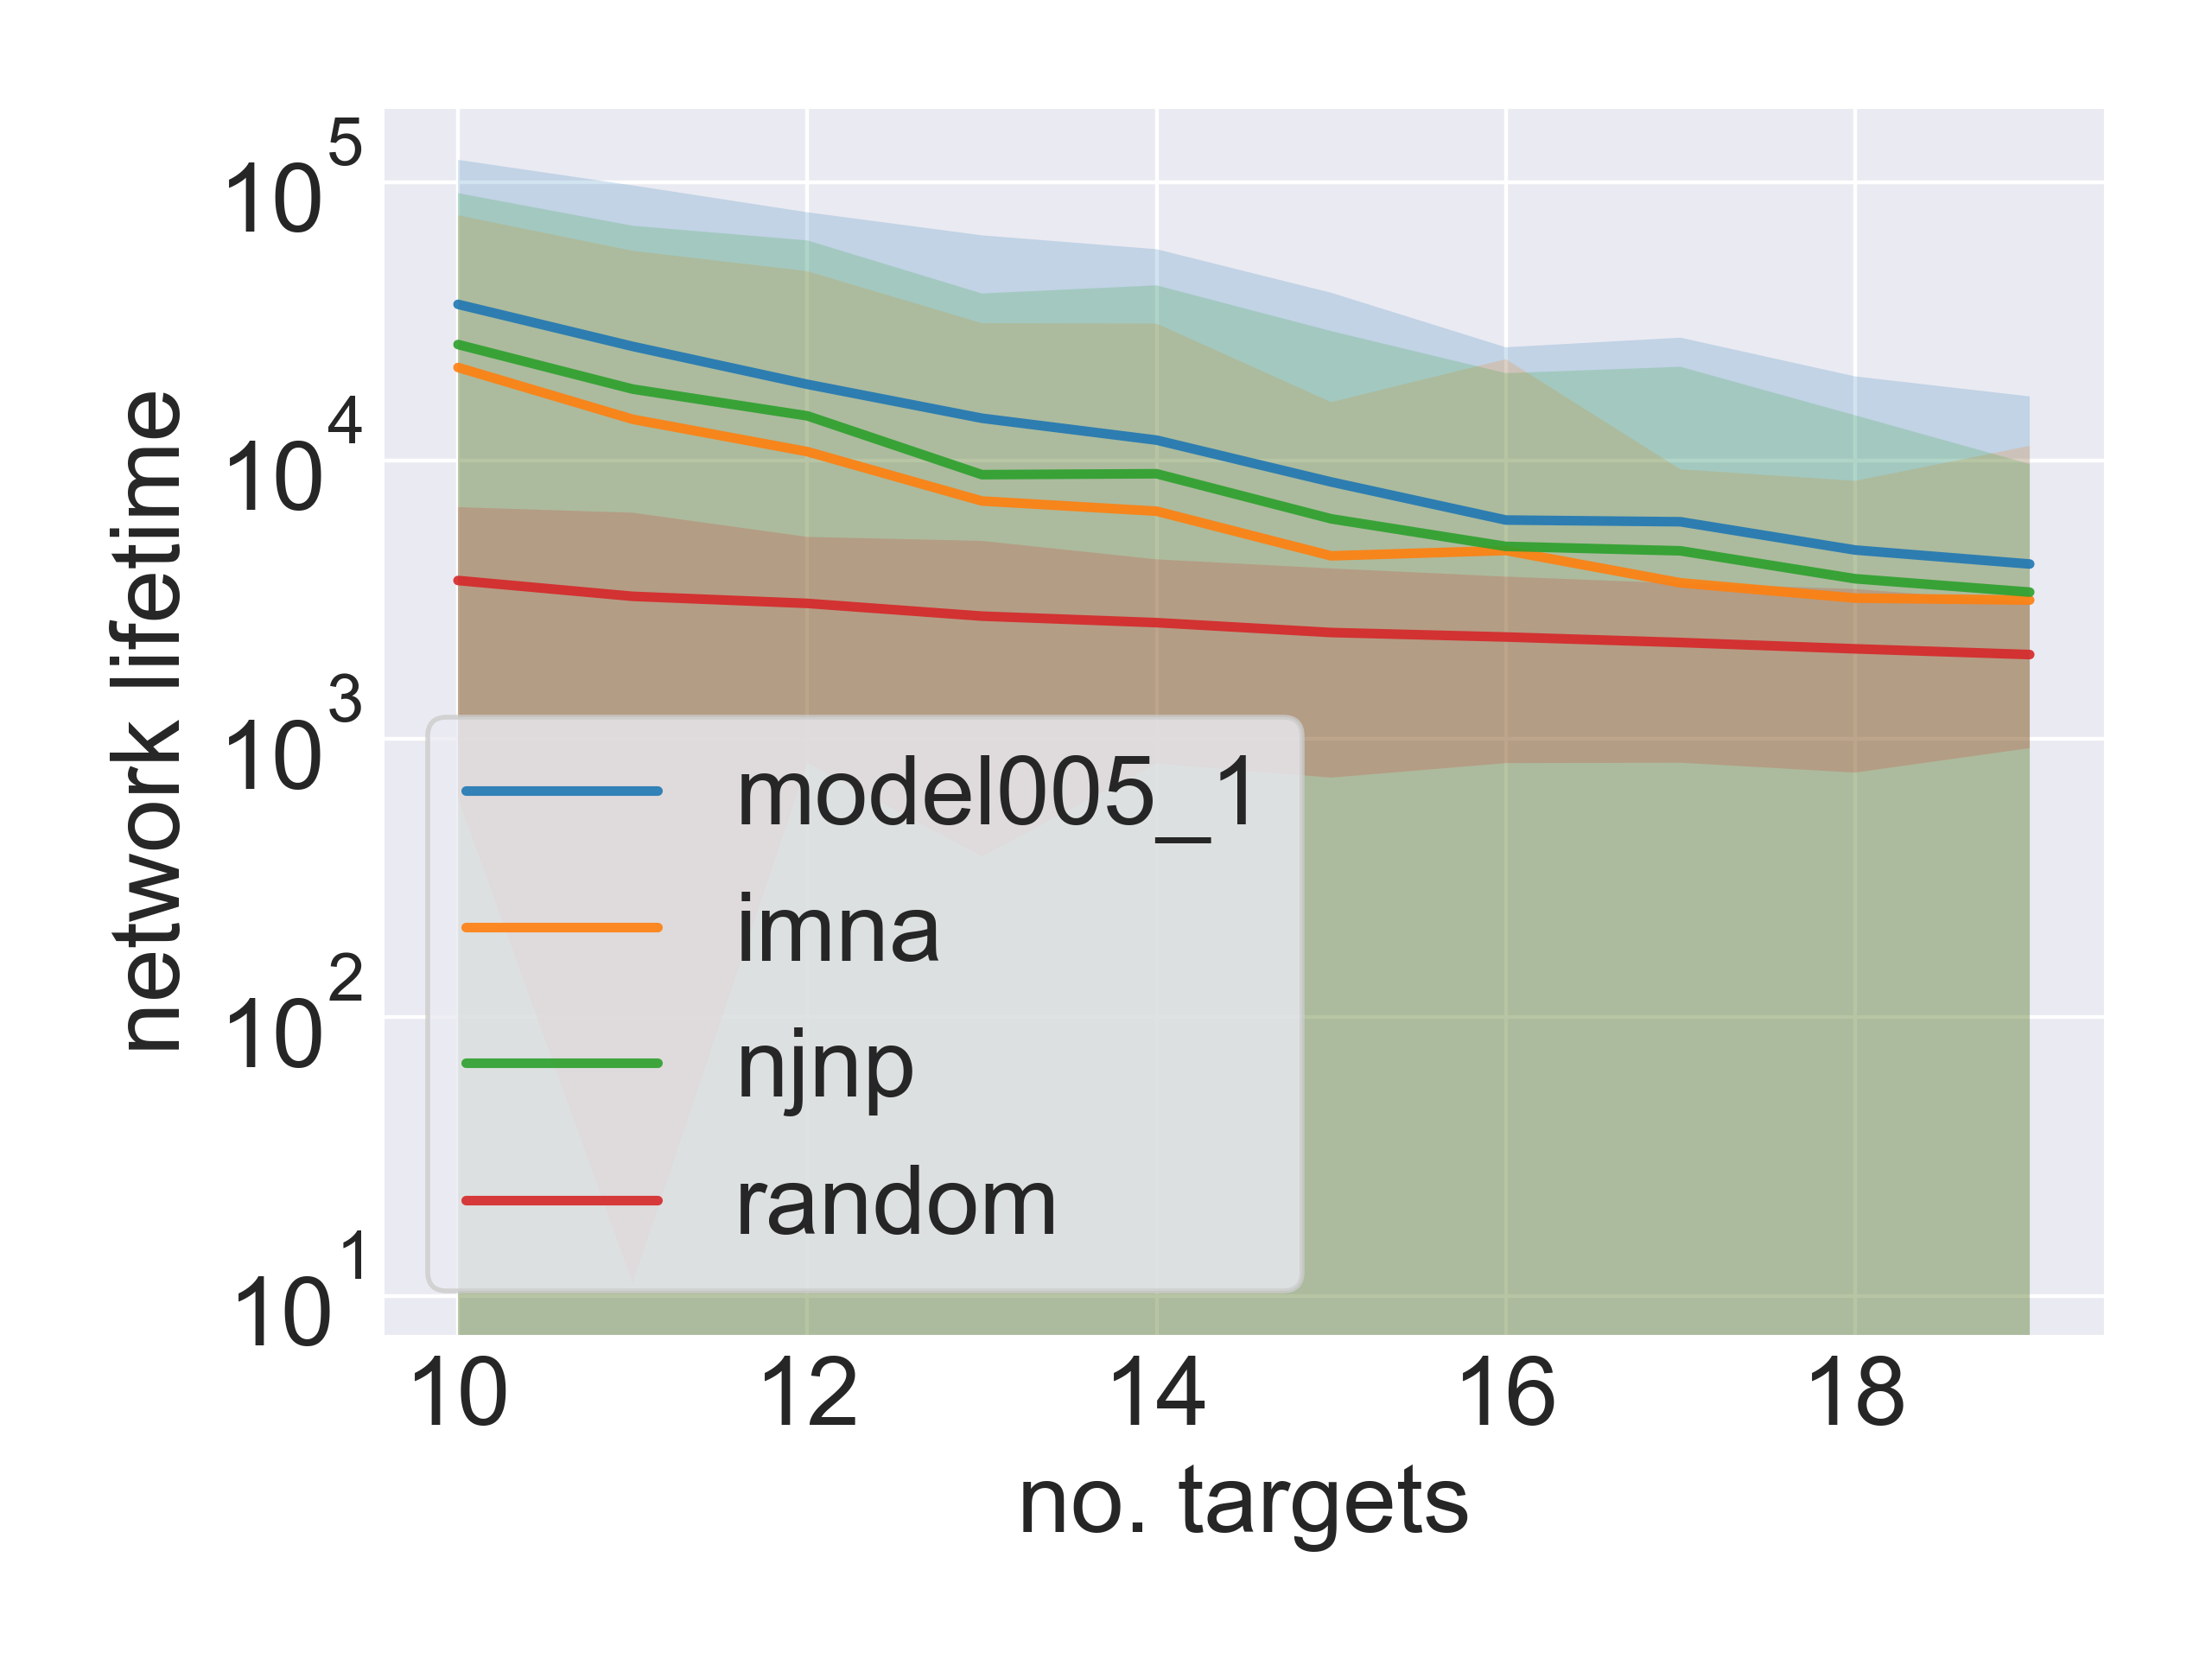 network lifetime
10^5
10^4
10^3
10^2
10^1
model005_1
imna
njnp
random
10 12 14 16 18
no. targets